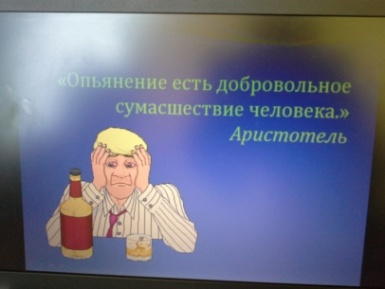 «Опьянение есть добровольное
сумасшествие человека.»
Аристотель